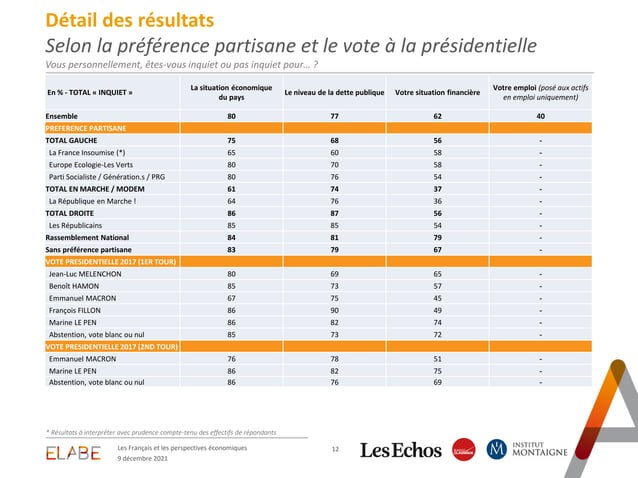 Détail des résultats
Selon la préférence partisane et le vote à la présidentielle
Vous personnellement, êtes-vous inquiet ou pas inquiet pour… ?
En % - TOTAL « INQUIET » La situation économique du pays Le niveau de la dette publique Votre situation financière Votre emploi (posé aux actifs en emploi uniquement)
Ensemble 80 77 62 40
PREFERENCE PARTISANE
TOTAL GAUCHE 75 68 56 -
La France Insoumise (*) 65 60 58 -
Europe Ecologie-Les Verts 80 70 58 -
Parti Socialiste / Génération.s / PRG 80 76 54 -
TOTAL EN MARCHE / MODEM 61 74 37 -
La République en Marche ! 64 76 36 -
TOTAL DROITE 86 87 56 -
Les Républicains 85 85 54 -
Rassemblement National 84 81 79 -
Sans préférence partisane 83 79 67 -
VOTE PRESIDENTIELLE 2017 (1ER TOUR)
Jean-Luc MELENCHON 80 69 65 -
Benoît HAMON 85 73 57 -
Emmanuel MACRON 67 75 45 -
François FILLON 86 90 49 -
Marine LE PEN 86 82 74 -
Abstention, vote blanc ou nul 85 73 72 -
VOTE PRESIDENTIELLE 2017 (2ND TOUR)
Emmanuel MACRON 76 78 51 -
Marine LE PEN 86 82 75 -
Abstention, vote blanc ou nul 86 76 69 -
* Résultats à interpréter avec prudence compte-tenu des effectifs de répondants
ELABE
Les Français et les perspectives économiques
9 décembre 2021
12
Les Echos
INSTITUT
MONTAIGNE